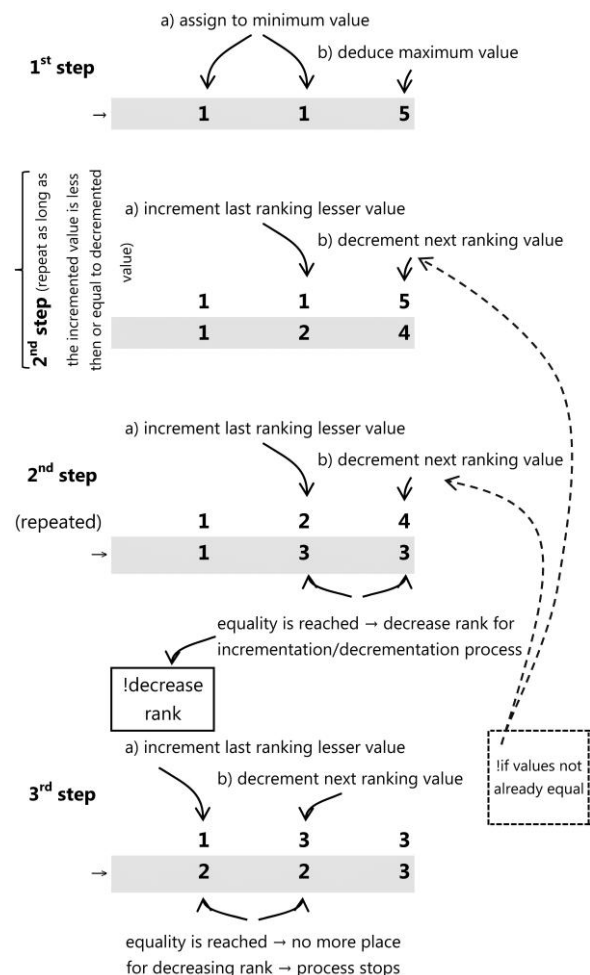 a) assign to minimum value
b) deduce maximum value
1st step
→ 1 1 5
2nd step (repeat as long as
the incremented value is less
then or equal to decremented
value)
a) increment last ranking lesser value
b) decrement next ranking value
1 1 5
1 2 4
a) increment last ranking lesser value
b) decrement next ranking value
2nd step
(repeated) 1 2 4
→ 1 3 3
equality is reached → decrease rank for
incrementation/decrementation process
!decrease
rank
!if values not
already equal
a) increment last ranking lesser value
b) decrement next ranking value
3rd step
1 3 3
→ 2 2 3
equality is reached → no more place
for decreasing rank → process stops